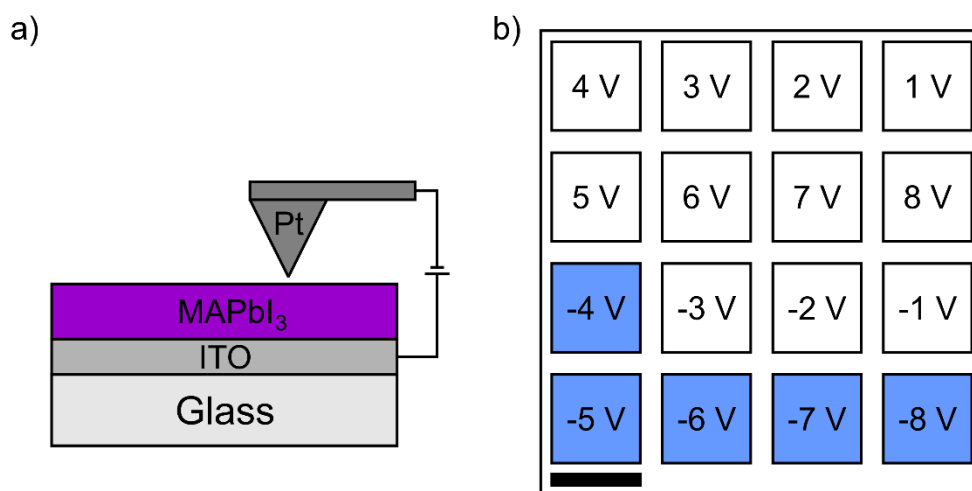 a)
Pt
MAPbI₃
ITO
Glass
b)
4 V 3 V 2 V 1 V
5 V 6 V 7 V 8 V
-4 V -3 V -2 V -1 V
-5 V -6 V -7 V -8 V